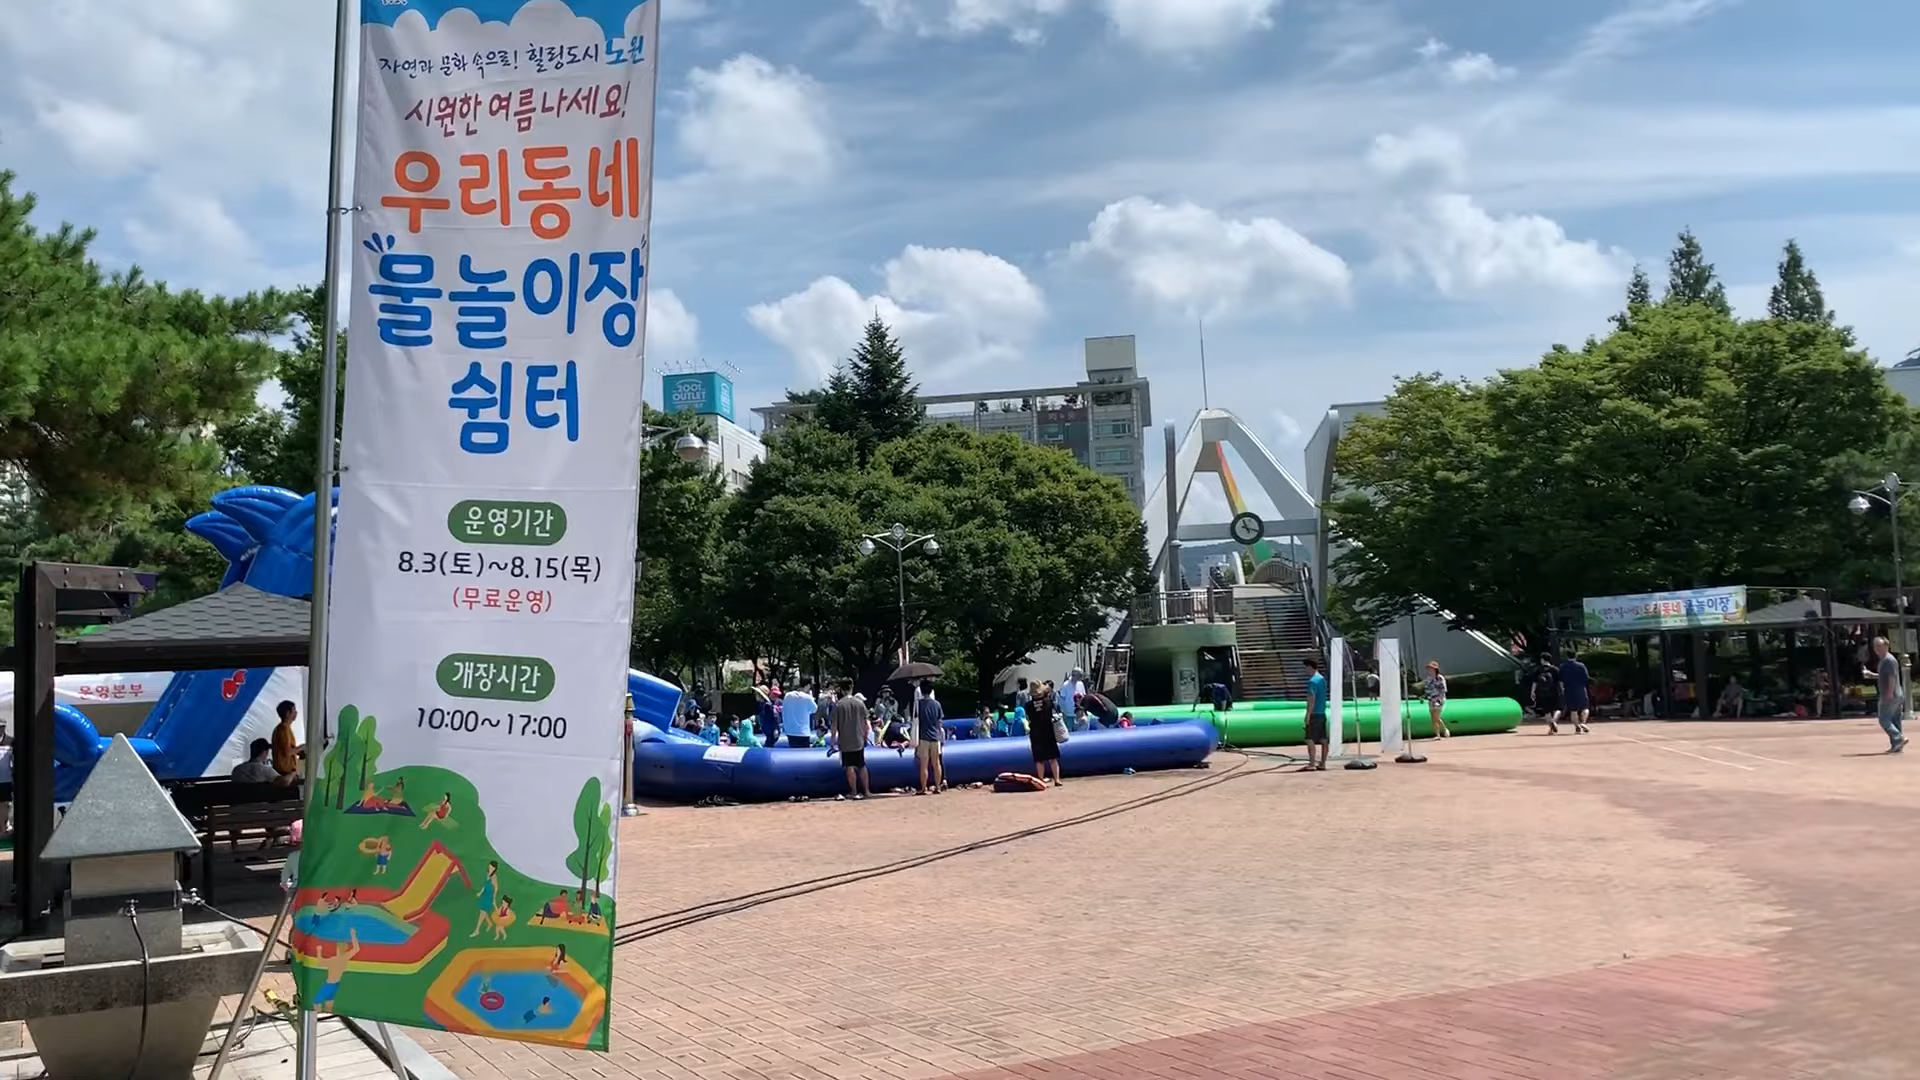 자연과 문화 속으로! 힐링도시 노원
시원한 여름 나세요!
우리동네
물놀이장
쉼터
운영기간
8.3(토)~8.15(목)
(무료운영)
개장시간
10:00~17:00
운영본부
2001
OUTLET
우리동네 물놀이장